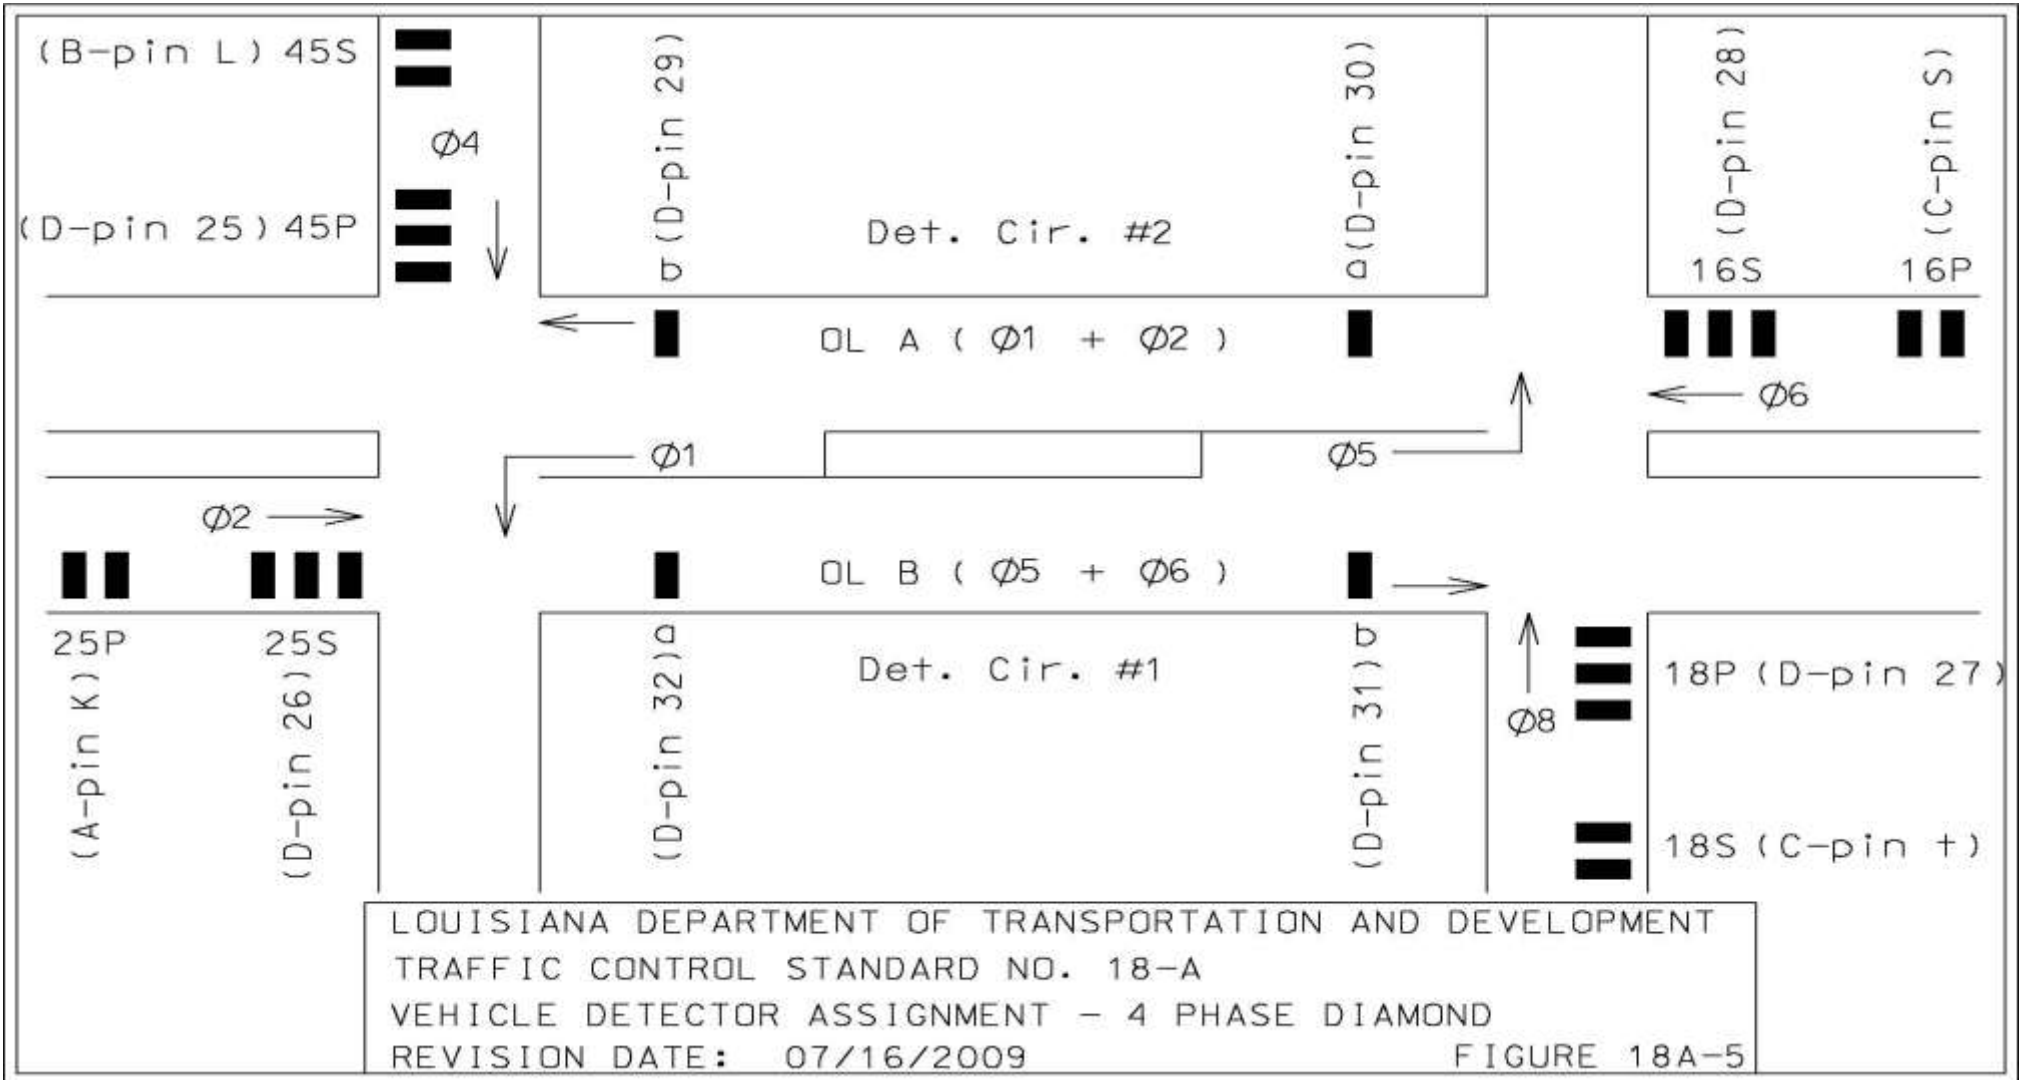 (B-pin L) 45S
Ø4
(D-pin 25) 45P
b (D-pin 29)
Det. Cir. #2
a(D-pin 30)
16S (D-pin 28)
16P (C-pin S)
OL A ( Ø1 + Ø2 )
Ø6
Ø1
Ø5
Ø2
OL B ( Ø5 + Ø6 )
25P
(A-pin K)
25S
(D-pin 26)
(D-pin 32)a
Det. Cir. #1
(D-pin 31)b
Ø8
18P (D-pin 27)
18S (C-pin t)
LOUISIANA DEPARTMENT OF TRANSPORTATION AND DEVELOPMENT
TRAFFIC CONTROL STANDARD NO. 18-A
VEHICLE DETECTOR ASSIGNMENT - 4 PHASE DIAMOND
REVISION DATE: 07/16/2009 FIGURE 18A-5